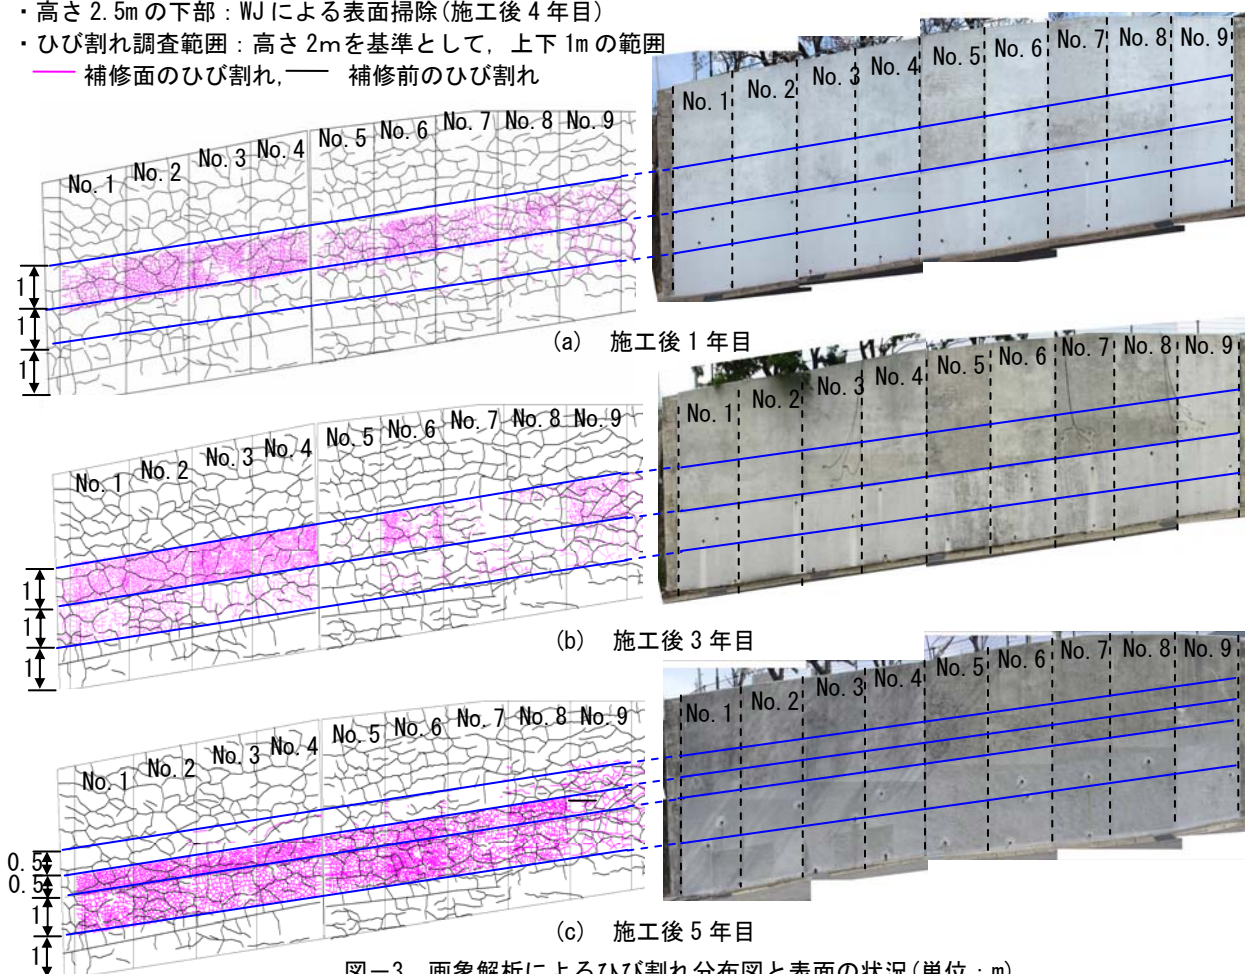 ・高さ 2.5m の下部：WJ による表面掃除(施工後 4 年目)
・ひび割れ調査範囲：高さ 2ｍを基準として，上下 1m の範囲
補修面のひび割れ, 補修前のひび割れ
No. 1 No. 2 No. 3 No. 4 No. 5 No. 6 No. 7 No. 8 No. 9
No. 1 No. 2 No. 3 No. 4 No. 5 No. 6 No. 7 No. 8 No. 9
1
1
1
(a) 施工後 1 年目
No. 1 No. 2 No. 3 No. 4 No. 5 No. 6 No. 7 No. 8 No. 9
No. 1 No. 2 No. 3 No. 4 No. 5 No. 6 No. 7 No. 8 No. 9
1
1
1
(b) 施工後 3 年目
No. 1 No. 2 No. 3 No. 4 No. 5 No. 6 No. 7 No. 8 No. 9
No. 1 No. 2 No. 3 No. 4 No. 5 No. 6 No. 7 No. 8 No. 9
0.5
0.5
1
1
(c) 施工後 5 年目
図－3 画象解析によるひび割れ分布図と表面の状況(単位：m)